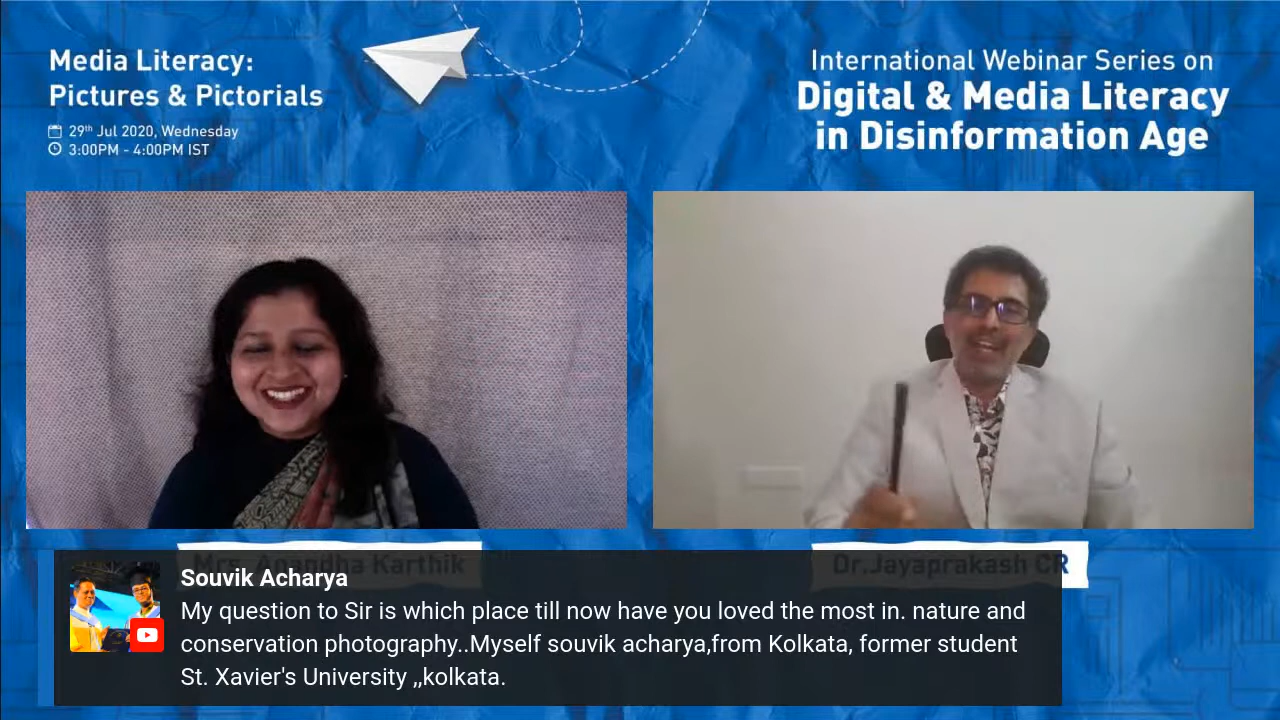 Media Literacy:
Pictures & Pictorials
29th Jul 2020, Wednesday
3:00PM - 4:00PM IST
International Webinar Series on
Digital & Media Literacy
in Disinformation Age
Mrs. Anandha Karthik
Dr.Jayaprakash CR
Souvik Acharya
My question to Sir is which place till now have you loved the most in. nature and
conservation photography..Myself souvik acharya,from Kolkata, former student
St. Xavier's University ,,kolkata.